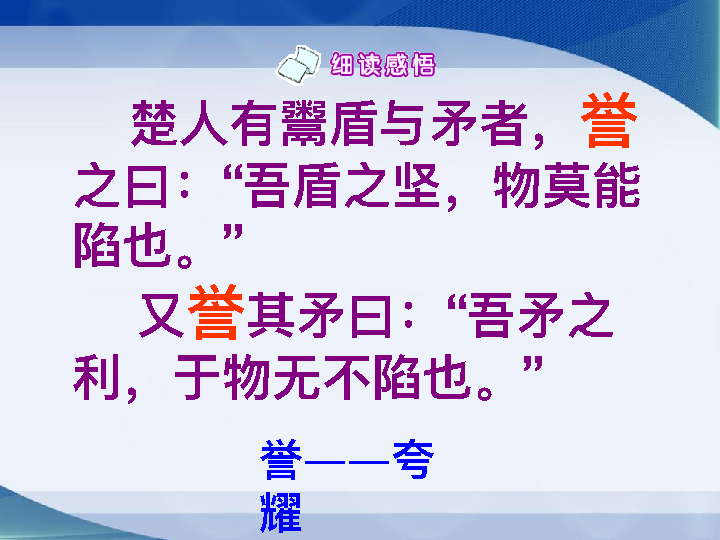 细读感悟
楚人有鬻盾与矛者，誉
之曰：“吾盾之坚，物莫能
陷也。”
又誉其矛曰：“吾矛之
利，于物无不陷也。”
誉——夸
耀